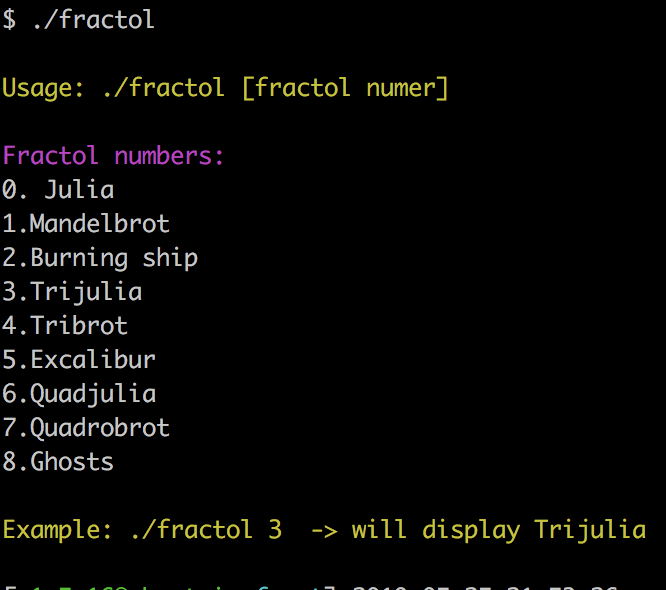 $ ./fractol
Usage: ./fractol [fractol numer]
Fractol numbers:
0. Julia
1.Mandelbrot
2.Burning ship
3.Trijulia
4.Tribrot
5.Excalibur
6.Quadjulia
7.Quadrobrot
8.Ghosts
Example: ./fractol 3  -> will display Trijulia